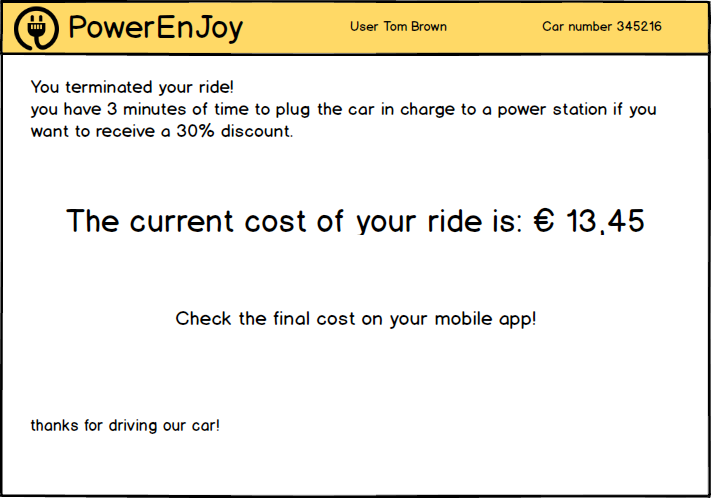 PowerEnJoy
User Tom Brown
Car number 345216
You terminated your ride!
you have 3 minutes of time to plug the car in charge to a power station if you
want to receive a 30% discount.
The current cost of your ride is: € 13,45
Check the final cost on your mobile app!
thanks for driving our car!